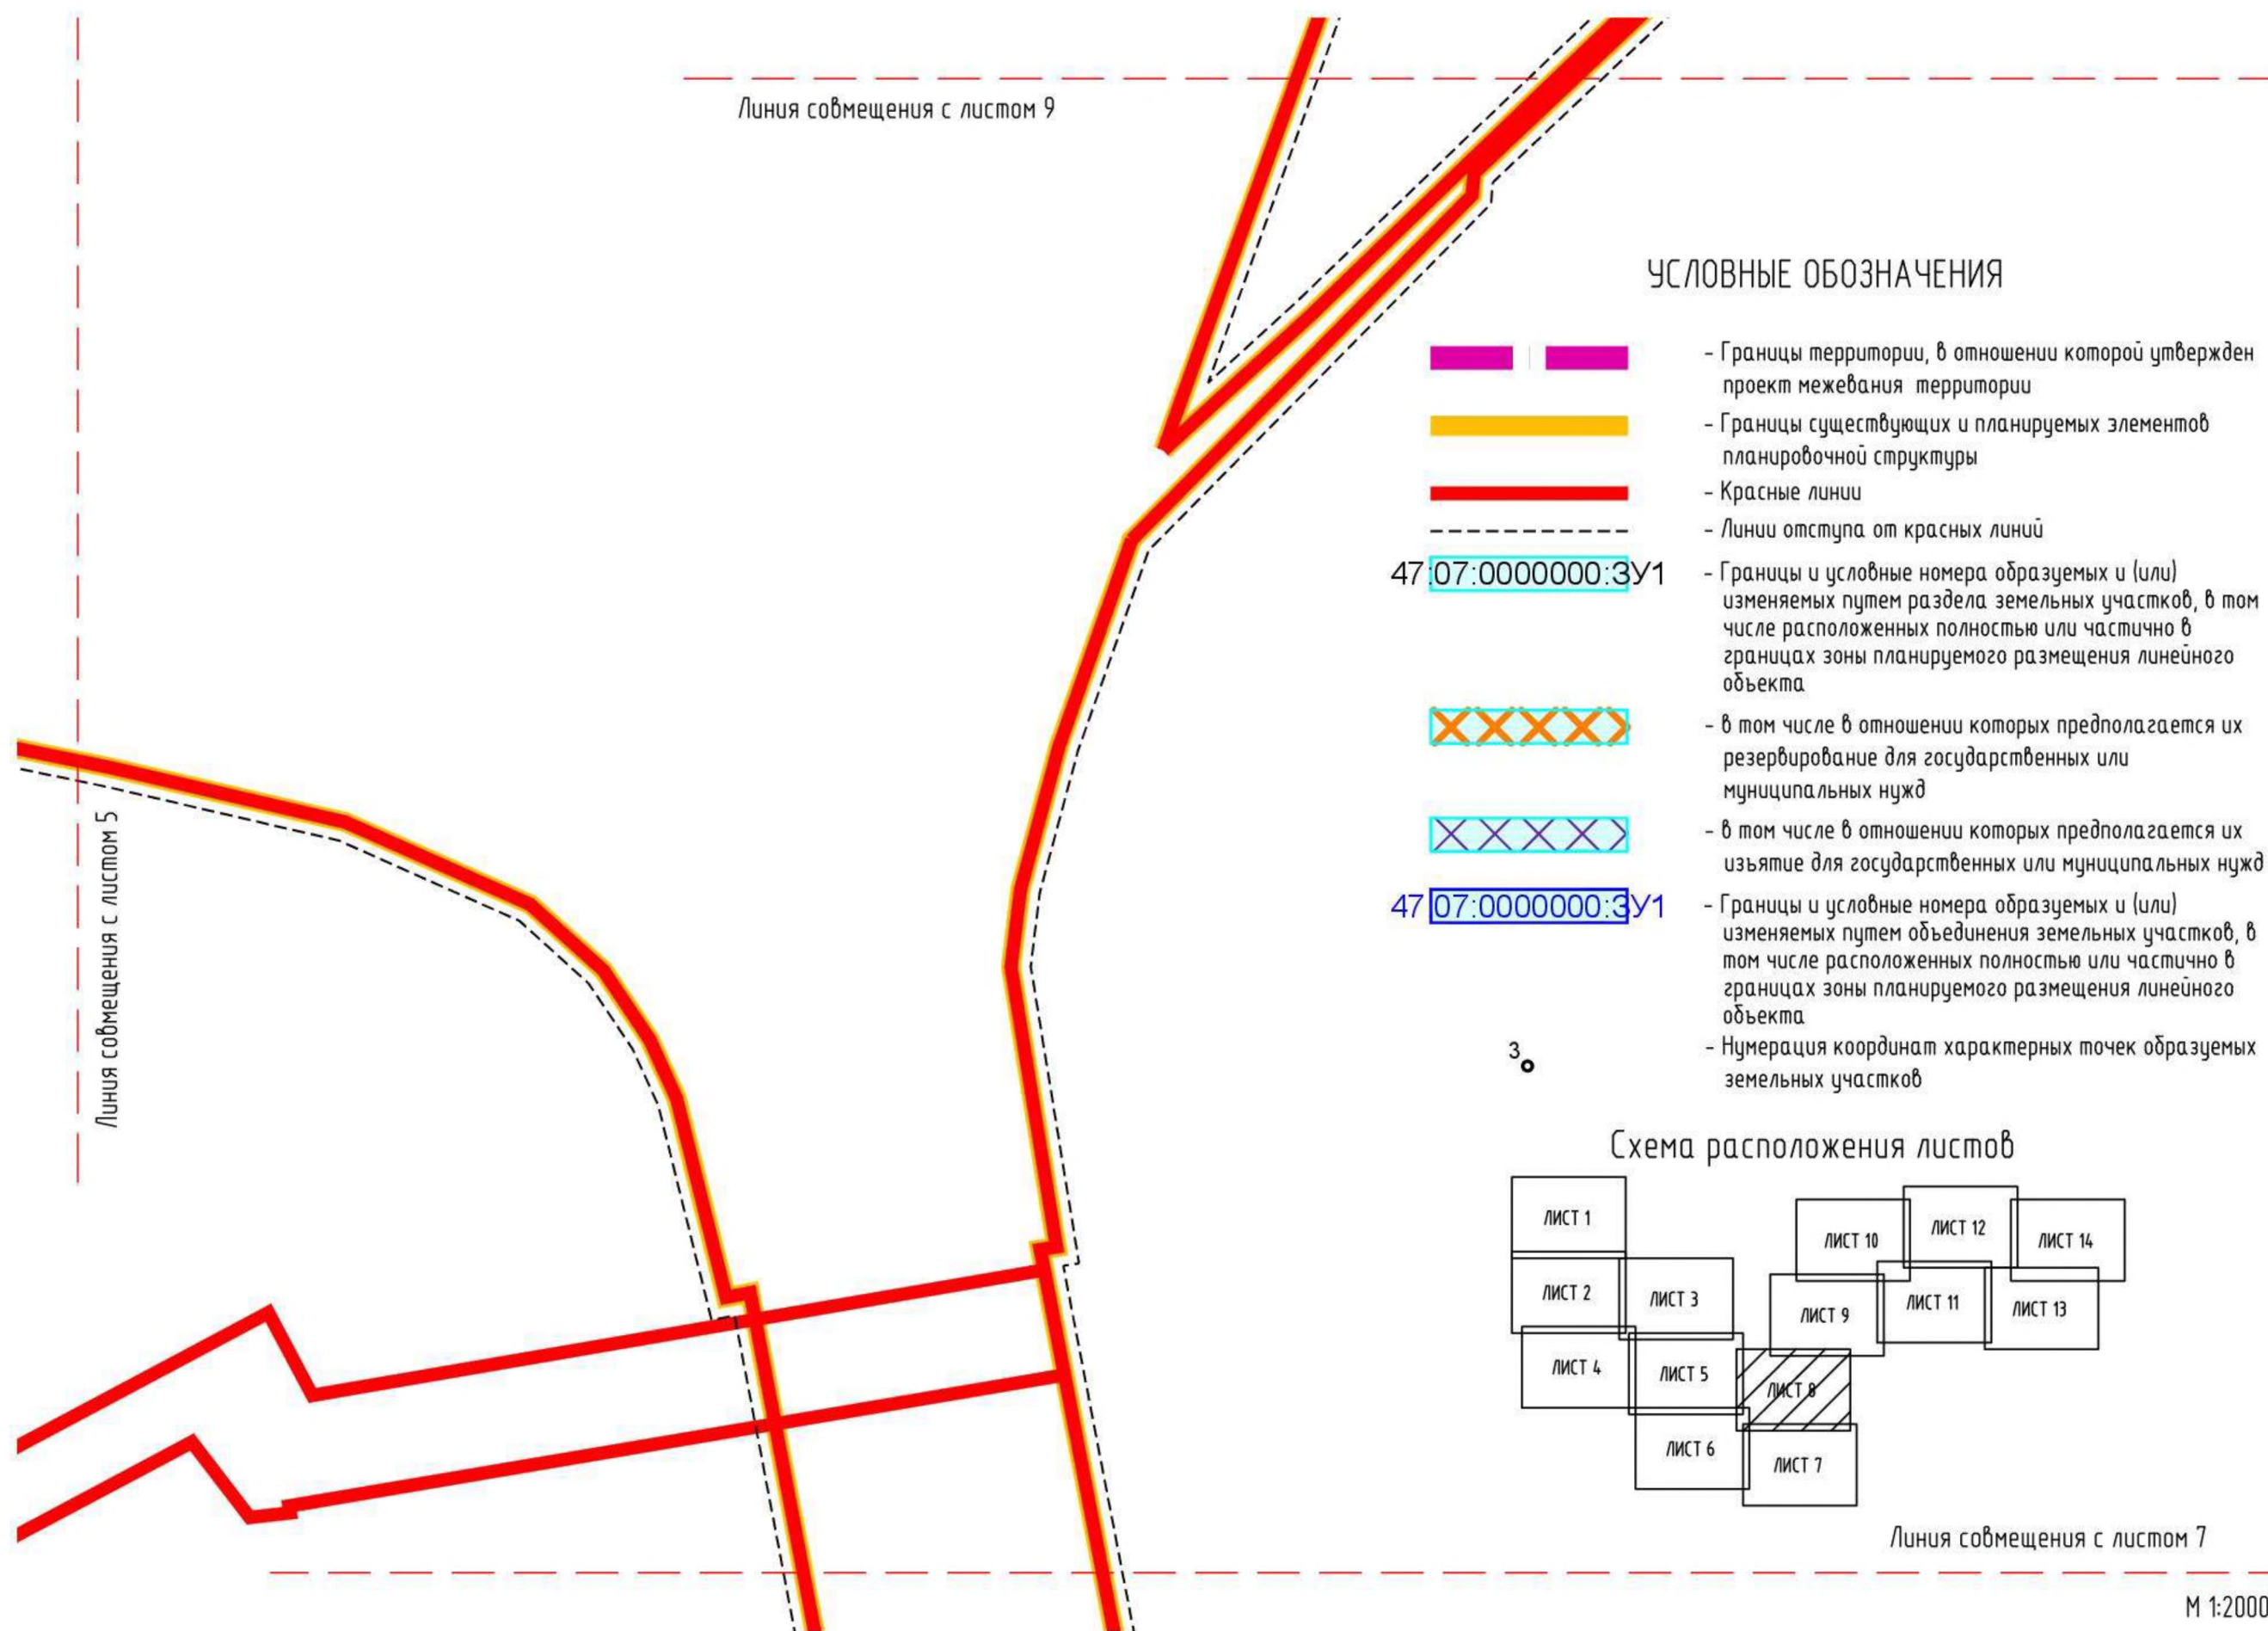 Линия совмещения с листом 9
Линия совмещения с листом 5
УСЛОВНЫЕ ОБОЗНАЧЕНИЯ
- Границы территории, в отношении которой утвержден
проект межевания территории
- Границы существующих и планируемых элементов
планировочной структуры
- Красные линии
- Линии отступа от красных линий
47:07:0000000:ЗУ1
- Границы и условные номера образуемых и (или)
изменяемых путем раздела земельных участков, в том
числе расположенных полностью или частично в
границах зоны планируемого размещения линейного
объекта
- в том числе в отношении которых предполагается их
резервирование для государственных или
муниципальных нужд
- в том числе в отношении которых предполагается их
изъятие для государственных или муниципальных нужд
47:07:0000000:ЗУ1
- Границы и условные номера образуемых и (или)
изменяемых путем объединения земельных участков, в
том числе расположенных полностью или частично в
границах зоны планируемого размещения линейного
объекта
3
- Нумерация координат характерных точек образуемых
земельных участков
Схема расположения листов
ЛИСТ 1
ЛИСТ 2
ЛИСТ 3
ЛИСТ 4
ЛИСТ 5
ЛИСТ 6
ЛИСТ 7
ЛИСТ 8
ЛИСТ 9
ЛИСТ 10
ЛИСТ 11
ЛИСТ 12
ЛИСТ 13
ЛИСТ 14
Линия совмещения с листом 7
М 1:2000